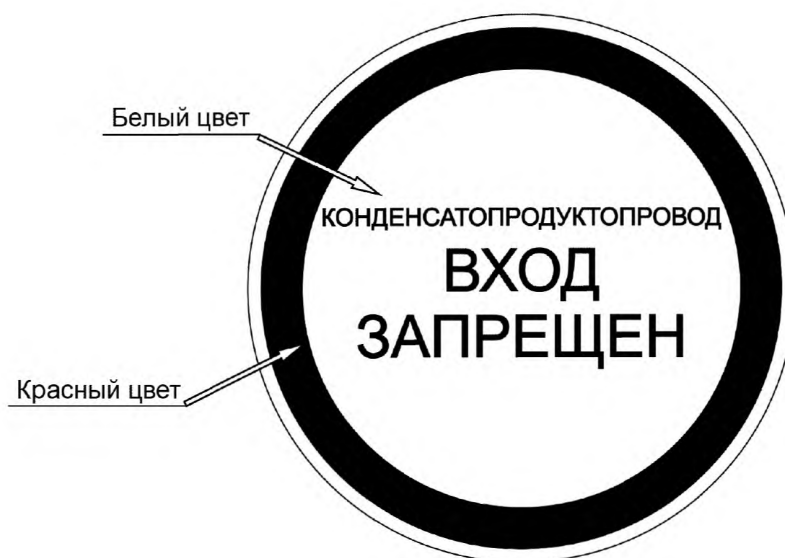 Белый цвет
КОНДЕНСАТОПРОДУКТОПРОВОД
ВХОД
ЗАПРЕЩЕН
Красный цвет